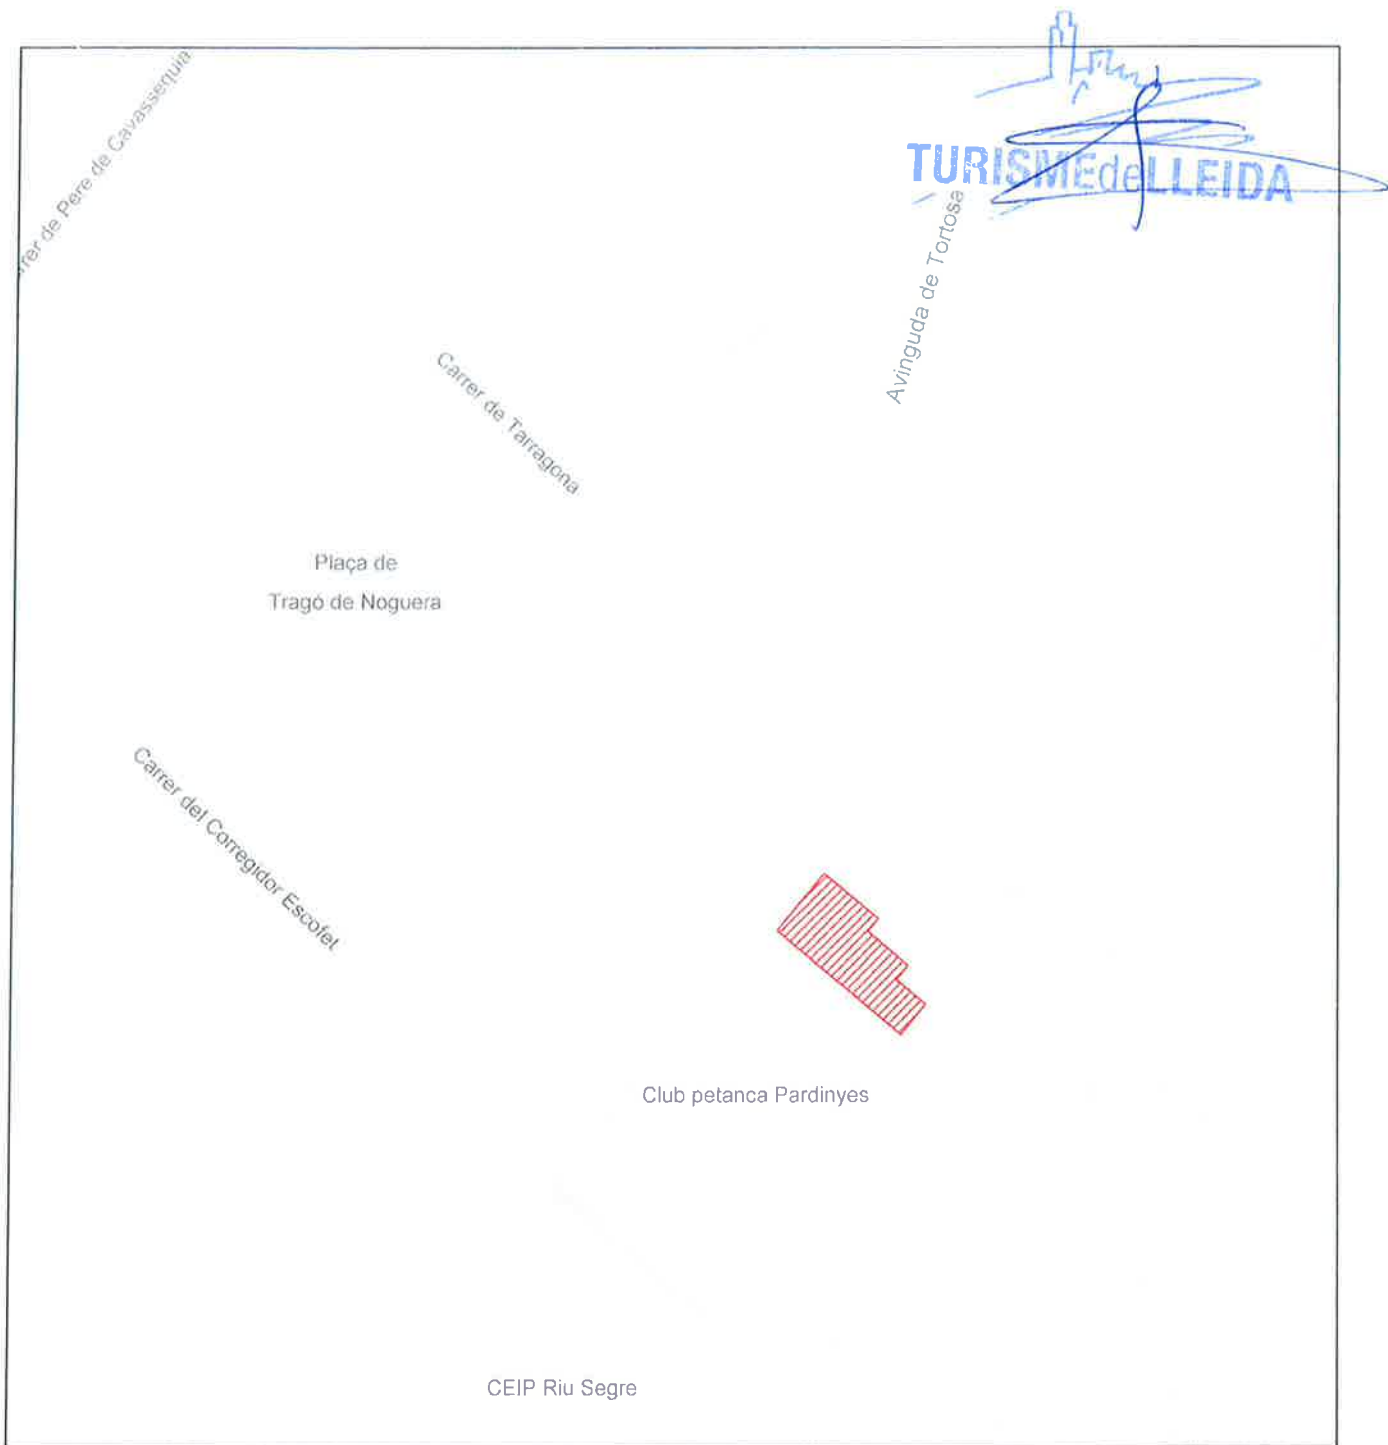 TURISMEdeLLEIDA
de Pere de Cavassequia
Avinguda de Tortosa
Carrer de Tarragona
Plaça de
Tragó de Noguera
Carrer del Corregidor Escofet
Club petanca Pardinyes
CEIP Riu Segre